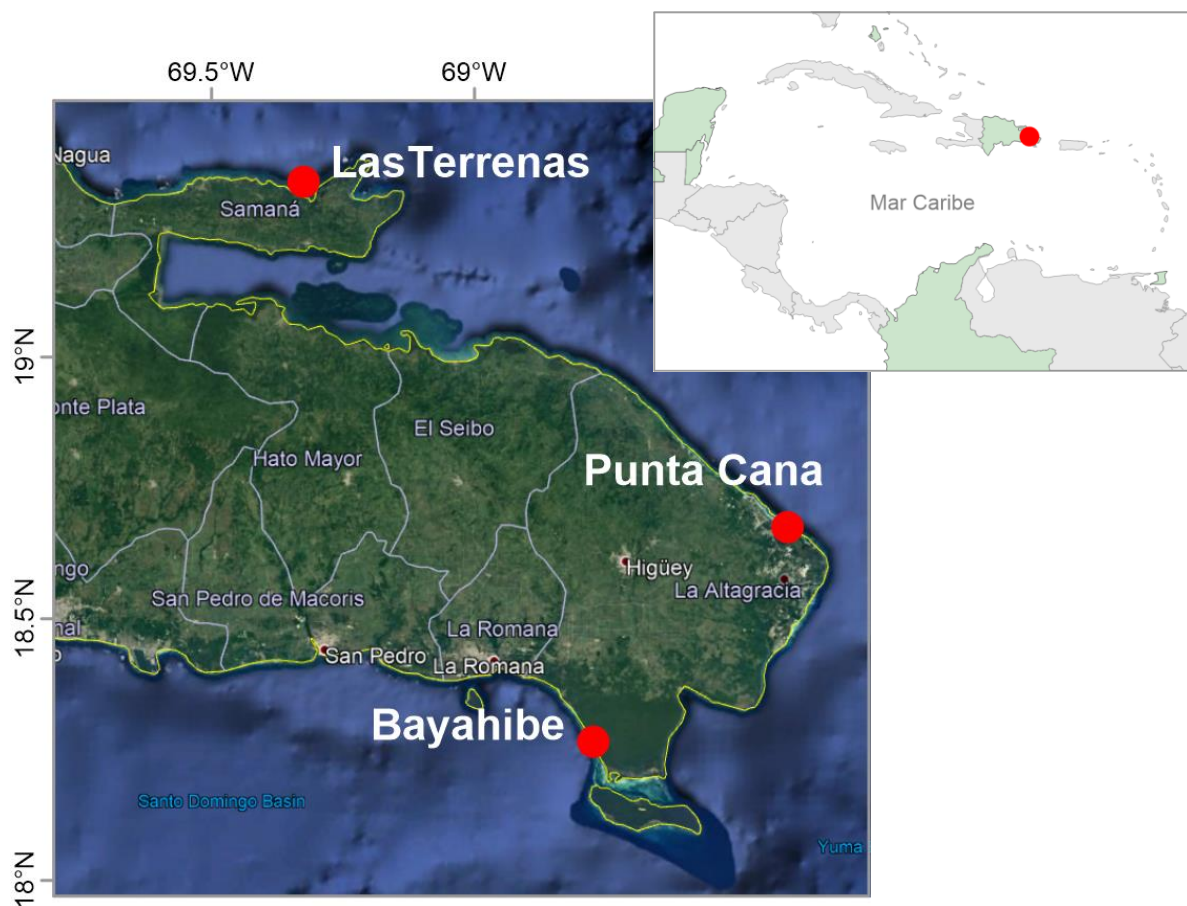 69.5°W
69°W
Mar Caribe
Nagua
LasTerrenas
Samaná
19°N
onte Plata
El Seibo
Hato Mayor
Punta Cana
Higüey
ngo
San Pedro de Macoris
La Altagracia
18.5°N
nal
La Romana
San Pedro
La Romana
Bayahibe
Santo Domingo Basin
Yuma
18°N